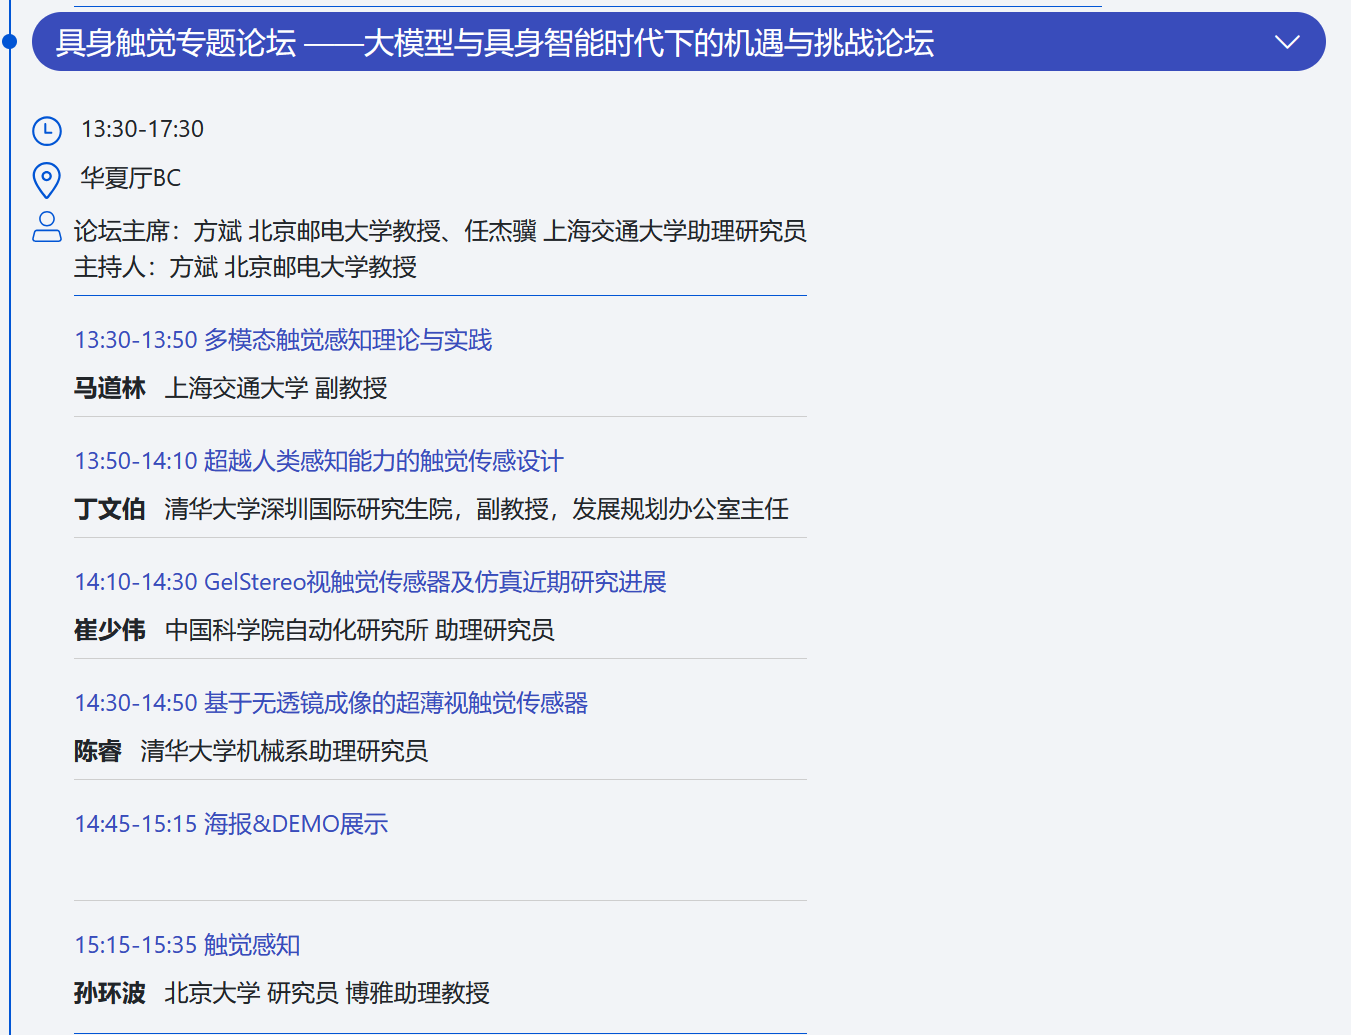 具身触觉专题论坛 ——大模型与具身智能时代下的机遇与挑战论坛
13:30-17:30
华夏厅BC
论坛主席：方斌 北京邮电大学教授、任杰骥 上海交通大学助理研究员
主持人：方斌 北京邮电大学教授
13:30-13:50 多模态触觉感知理论与实践
马道林 上海交通大学 副教授
13:50-14:10 超越人类感知能力的触觉传感设计
丁文伯 清华大学深圳国际研究生院，副教授，发展规划办公室主任
14:10-14:30 GelStereo视触觉传感器及仿真近期研究进展
崔少伟 中国科学院自动化研究所 助理研究员
14:30-14:50 基于无透镜成像的超薄视触觉传感器
陈睿 清华大学机械系助理研究员
14:45-15:15 海报&DEMO展示
15:15-15:35 触觉感知
孙环波 北京大学 研究员 博雅助理教授